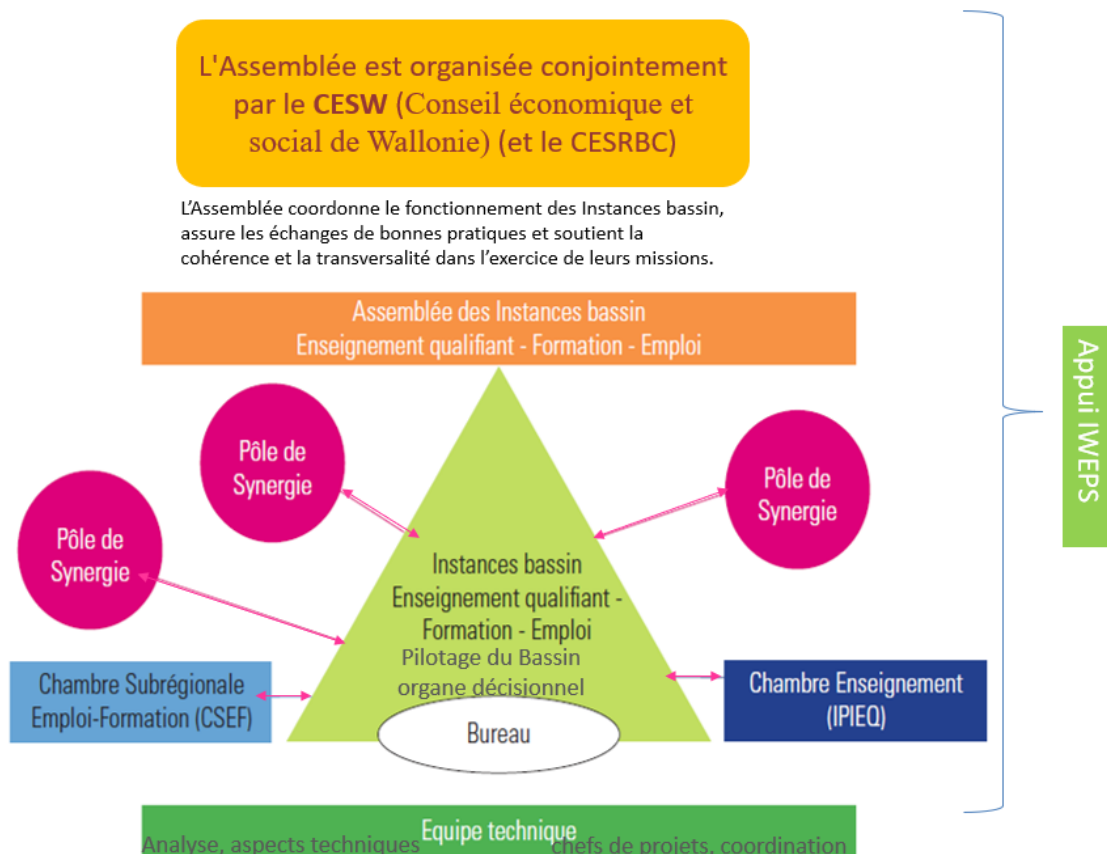 L'Assemblée est organisée conjointement
par le CESW (Conseil économique et
social de Wallonie) (et le CESRBC)
L’Assemblée coordonne le fonctionnement des Instances bassin,
assure les échanges de bonnes pratiques et soutient la
cohérence et la transversalité dans l’exercice de leurs missions.
Assemblée des Instances bassin
Enseignement qualifiant - Formation - Emploi
Pôle de
Synergie
Pôle de
Synergie
Pôle de
Synergie
Appui IWEPS
Instances bassin
Enseignement qualifiant -
Formation - Emploi
Pilotage du Bassin
organe décisionnel
Chambre Subrégionale
Emploi-Formation (CSEF)
Chambre Enseignement
(IPIEQ)
Bureau
Equipe technique
Analyse, aspects techniques
chefs de projets, coordination